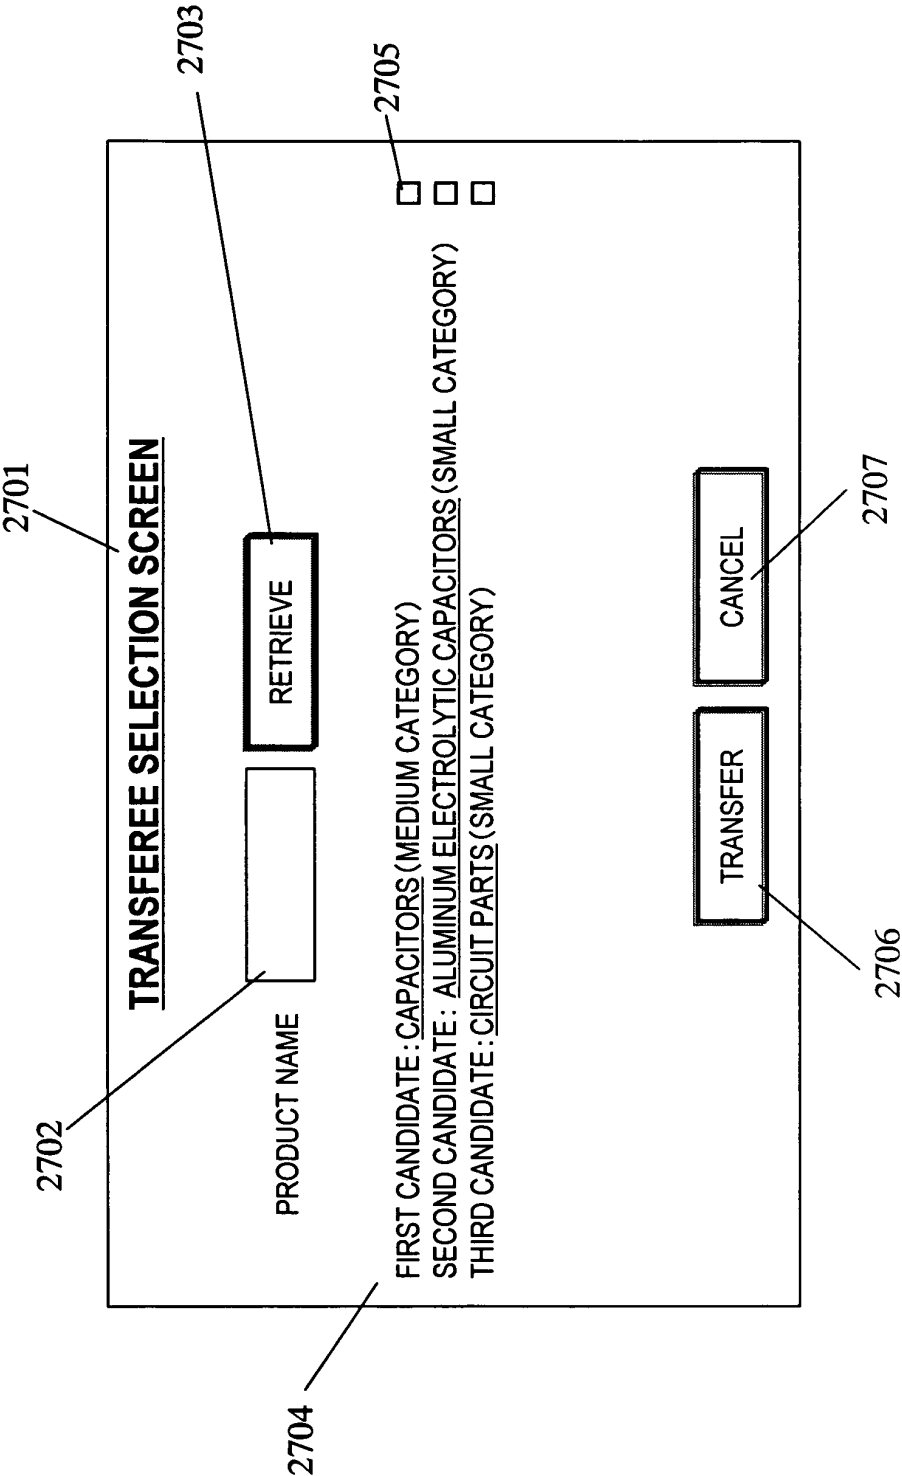 2701
TRANSFEREE SELECTION SCREEN
2702
2703
PRODUCT NAME
RETRIEVE
2704
2705
FIRST CANDIDATE:CAPACITORS(MEDIUM CATEGORY)
SECOND CANDIDATE: ALUMINUM ELECTROLYTIC CAPACITORS(SMALL CATEGORY)
THIRD CANDIDATE:CIRCUIT PARTS(SMALL CATEGORY)
TRANSFER
CANCEL
2706
2707